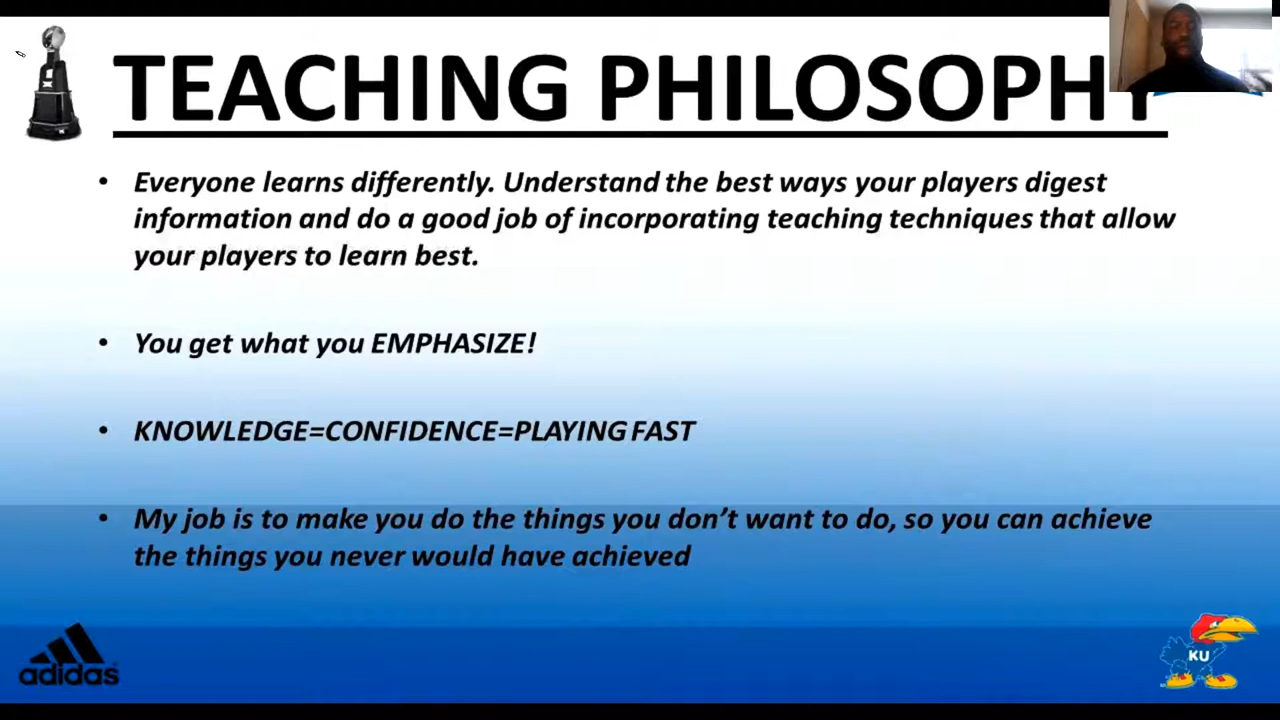 TEACHING PHILOSOPHY
• Everyone learns differently. Understand the best ways your players digest
information and do a good job of incorporating teaching techniques that allow
your players to learn best.
• You get what you EMPHASIZE!
• KNOWLEDGE=CONFIDENCE=PLAYING FAST
• My job is to make you do the things you don't want to do, so you can achieve
the things you never would have achieved
adidas
KU